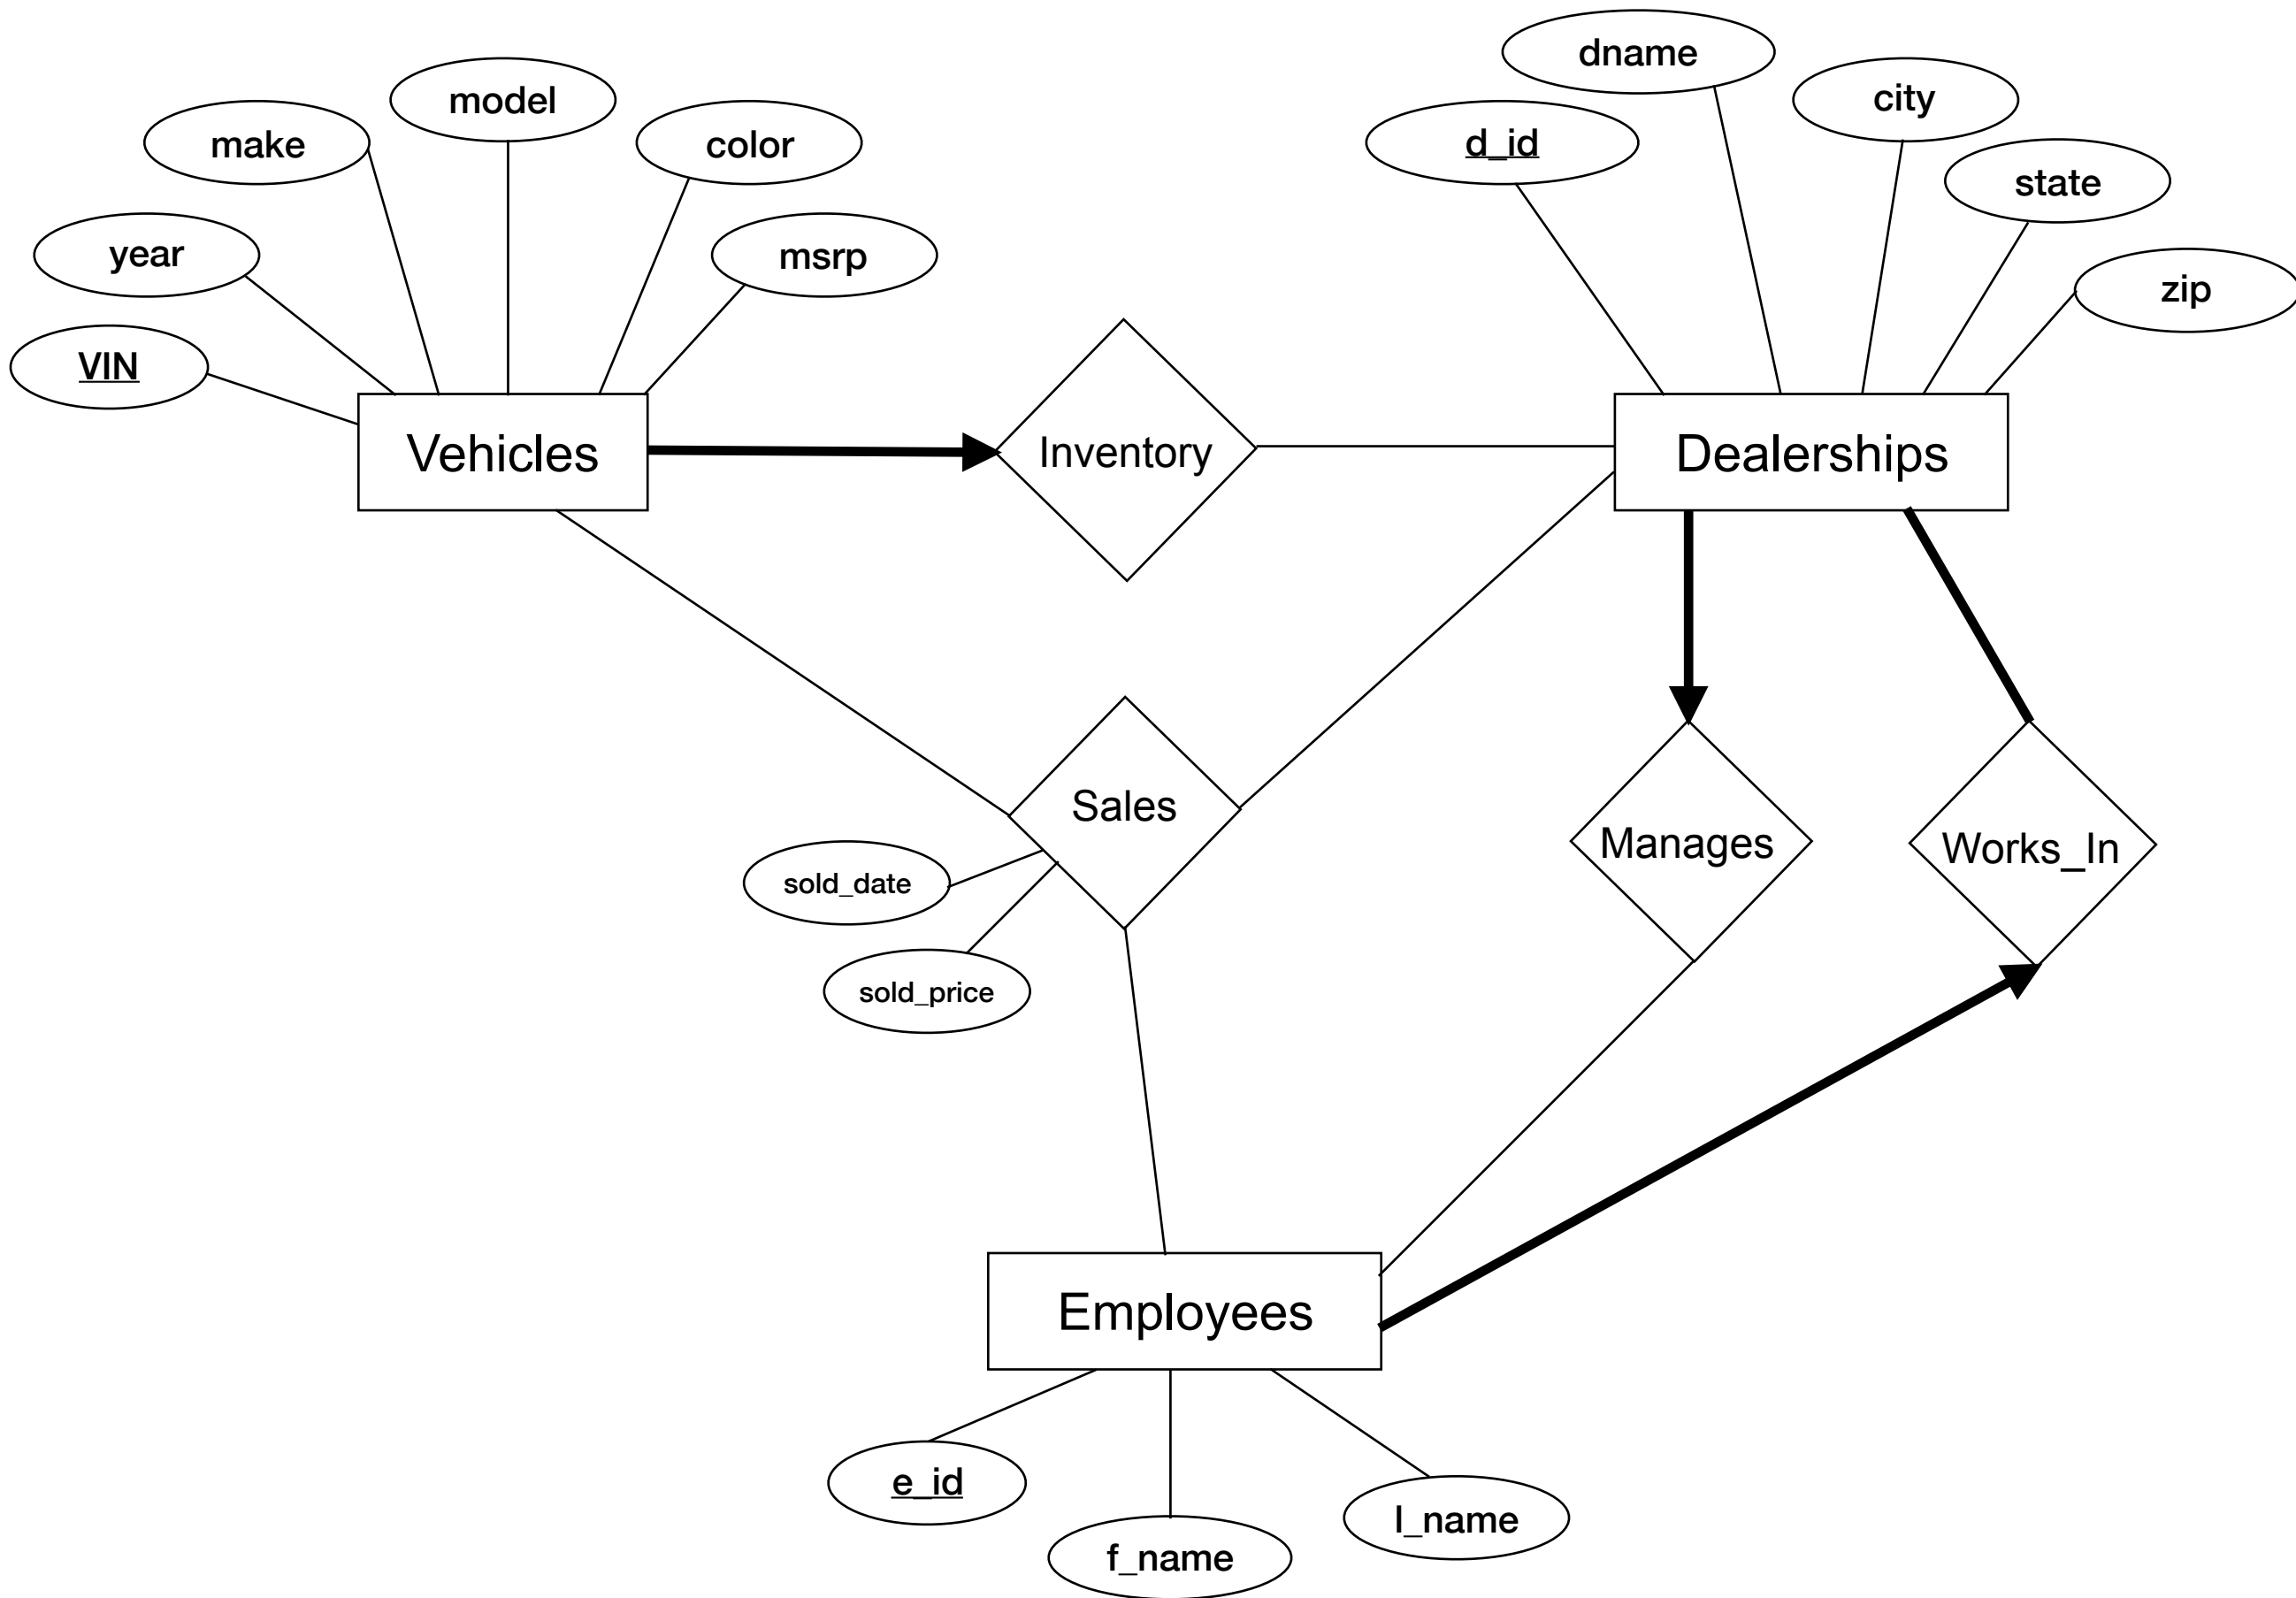 dname
model
city
make
color
d_id
state
year
msrp
zip
VIN
Vehicles
Inventory
Dealerships
Sales
Manages
Works_In
sold_date
sold_price
Employees
e_id
l_name
f_name